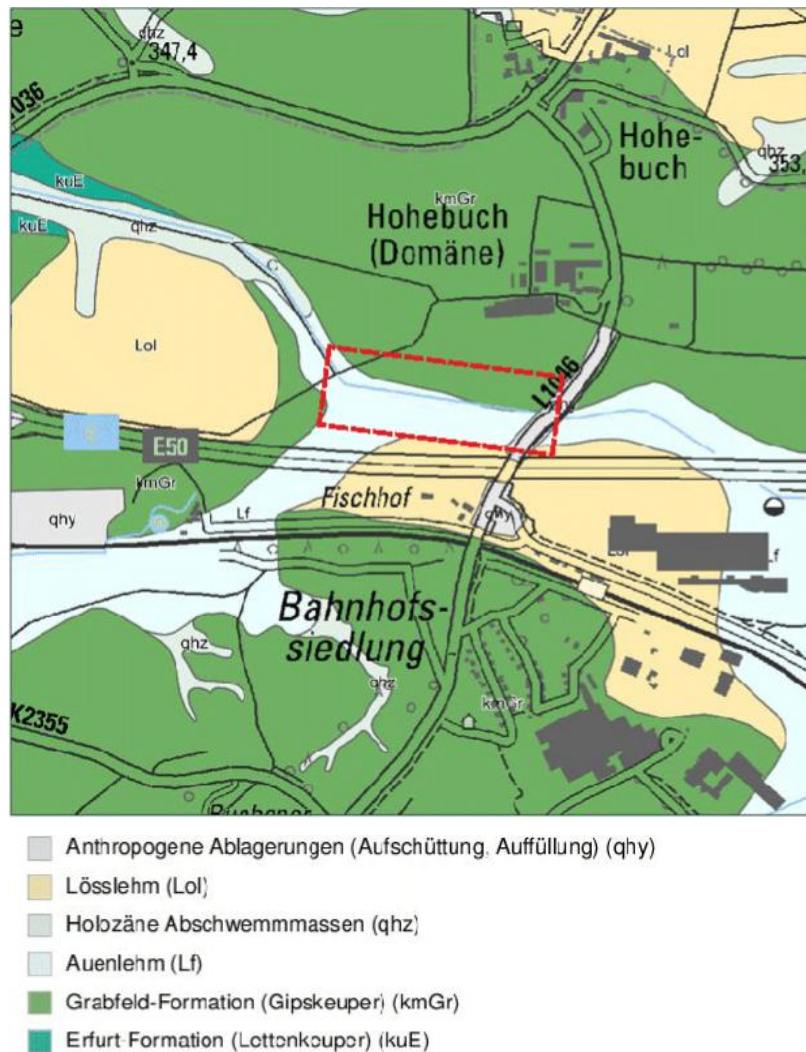 e
qhz
347,4
1036
Lol
Hohe-
buch
qhz
353,
kuE
kmGr
Hohebuch
(Domäne)
kuE
qhz
Lol
L1046
E50
kmGr
Fischhof
qhy
Lf
qhy
Lol
Lf
Bahnhofs-
siedlung
qhz
qhz
kmGr
K2355
Anthropogene Ablagerungen (Aufschüttung, Auffüllung) (qhy)
Lösslehm (Lol)
Holozäne Abschwemmmassen (qhz)
Auenlehm (Lf)
Grabfeld-Formation (Gipskeuper) (kmGr)
Erfurt-Formation (Lettenkeuper) (kuE)